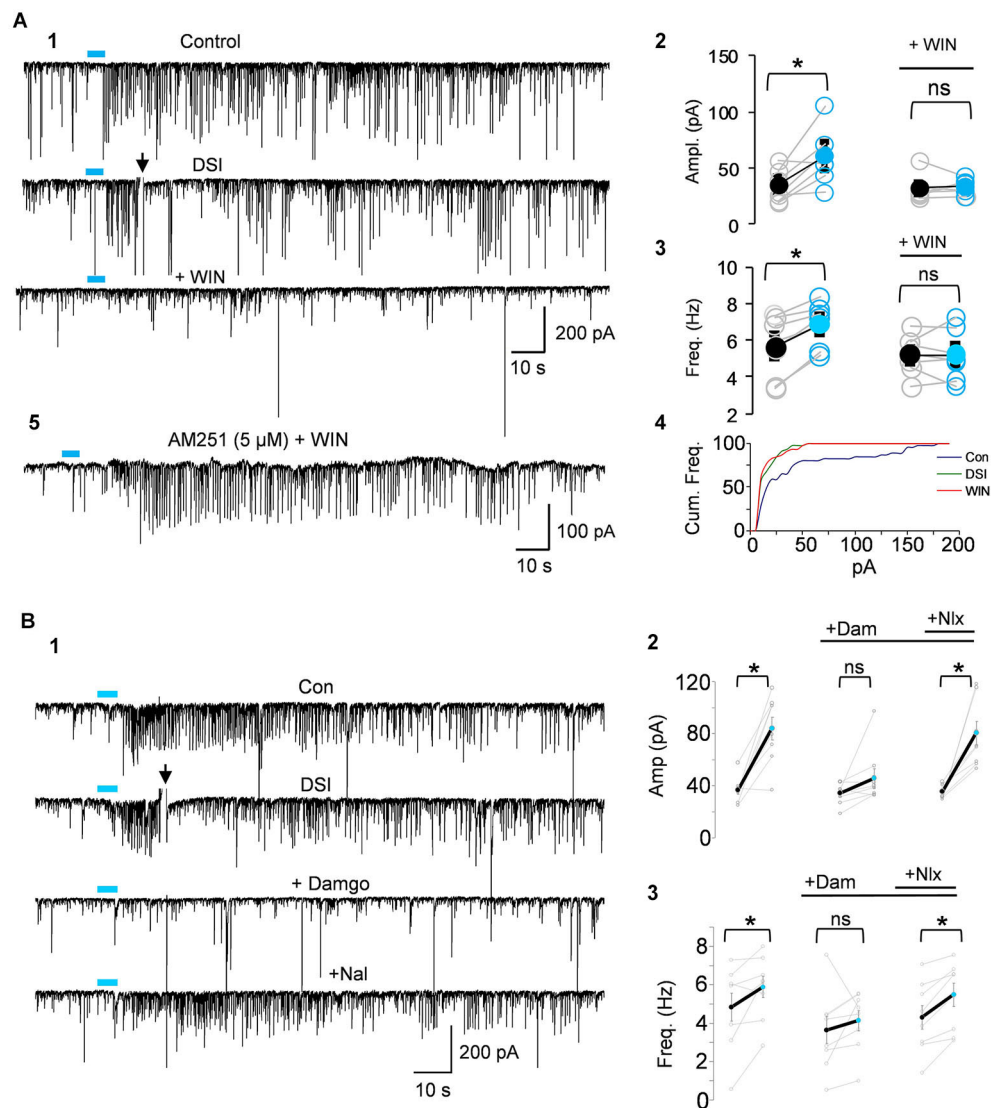 A
1
Control
DSI
+ WIN
200 pA
10 s
5
AM251 (5 µM) + WIN
100 pA
10 s
2
+ WIN
*
ns
150
100
50
0
Ampl. (pA)
3
+ WIN
*
ns
10
8
6
4
2
Freq. (Hz)
4
100
50
0
Cum. Freq.
Con
DSI
WIN
0 50 100 150 200
pA
B
1
Con
DSI
+ Damgo
+Nal
200 pA
10 s
2
+Dam
+Nlx
*
ns
*
120
80
40
0
Amp (pA)
3
+Dam
+Nlx
*
ns
*
8
6
4
2
0
Freq. (Hz)